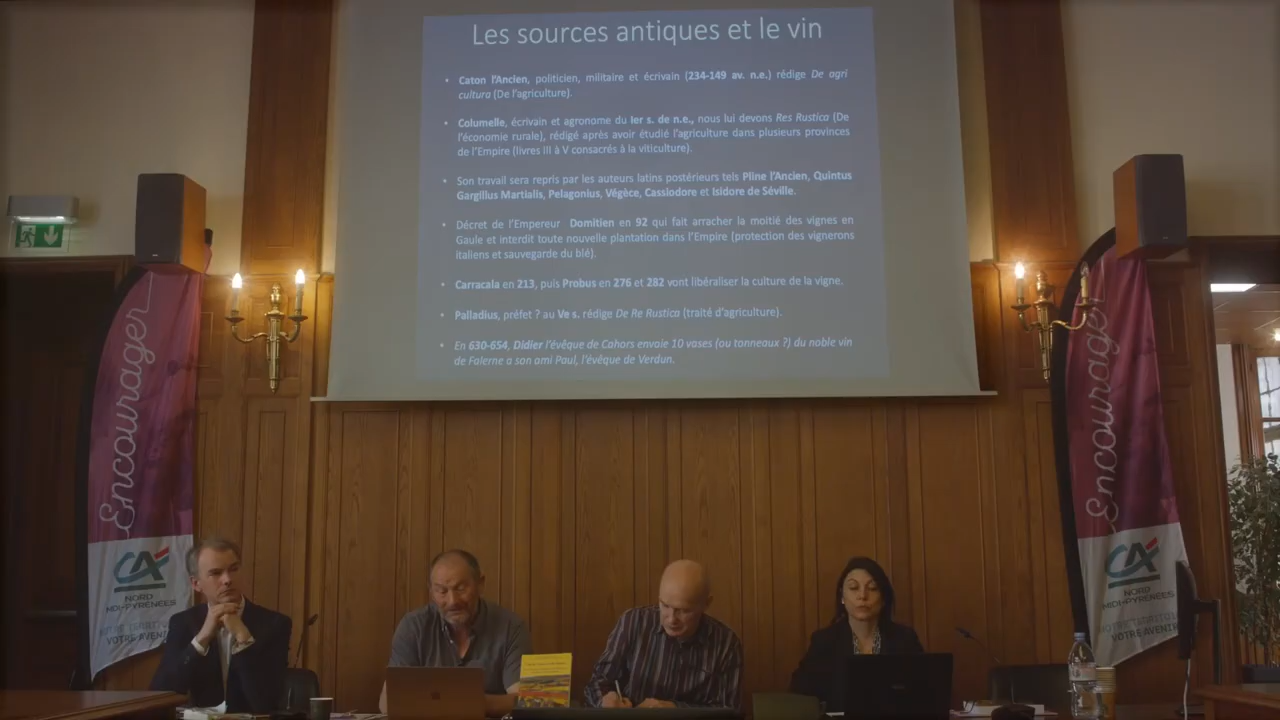 Les sources antiques et le vin
• Caton l'Ancien, politicien, militaire et écrivain (234-149 av. n.e.) rédige De agri
cultura (De l'agriculture).
• Columelle, écrivain et agronome du Ier s. de n.e., nous lui devons Res Rustica (De
l'économie rurale), rédigé après avoir étudié l'agriculture dans plusieurs provinces
de l'Empire (livres III à V consacrés à la viticulture).
• Son travail sera repris par les auteurs latins postérieurs tels Pline l'Ancien, Quintus
Gargilius Martialis, Pelagonius, Végèce, Cassiodore et Isidore de Séville.
• Décret de l'Empereur Domitien en 92 qui fait arracher la moitié des vignes en
Gaule et interdit toute nouvelle plantation dans l'Empire (protection des vignerons
italiens et sauvegarde du blé).
• Carracala en 213, puis Probus en 276 et 282 vont libéraliser la culture de la vigne.
• Palladius, préfet ? au Ve s. rédige De Re Rustica (traité d'agriculture).
• En 630-654, Didier l'évêque de Cahors envoie 10 vases (ou tonneaux ?) du noble vin
de Falerne a son ami Paul, l'évêque de Verdun.
Encourager
CA
NORD
MIDI-PYRÉNÉES
VOTRE AVENIR
Encourager
CA
NORD
MIDI-PYRÉNÉES
NOTRE TERRITOIRE
VOTRE AVENIR